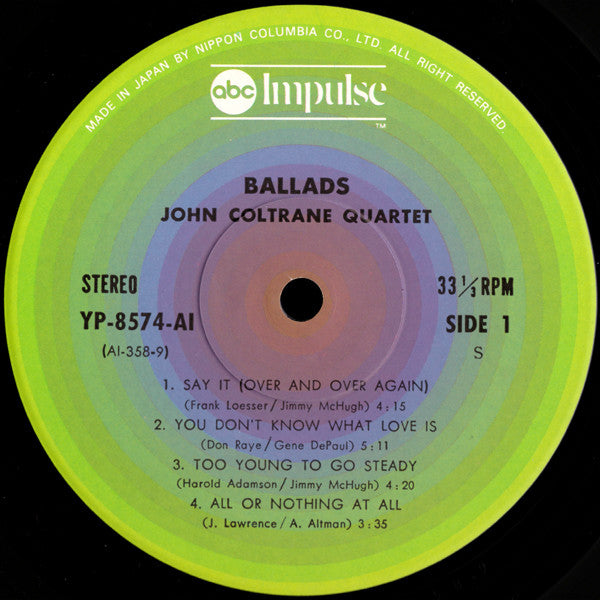 MADE IN JAPAN BY NIPPON COLUMBIA CO., LTD. ALL RIGHT RESERVED.
abc Impulse
TM
BALLADS
JOHN COLTRANE QUARTET
STEREO
33 1/3 RPM
YP-8574-AI
SIDE 1
(AI-358-9)
S
1. SAY IT (OVER AND OVER AGAIN)
(Frank Loesser/Jimmy McHugh) 4:15
2. YOU DON'T KNOW WHAT LOVE IS
(Don Raye/Gene DePaul) 5:11
3. TOO YOUNG TO GO STEADY
(Harold Adamson/Jimmy McHugh) 4:20
4. ALL OR NOTHING AT ALL
(J. Lawrence/A. Altman) 3:35